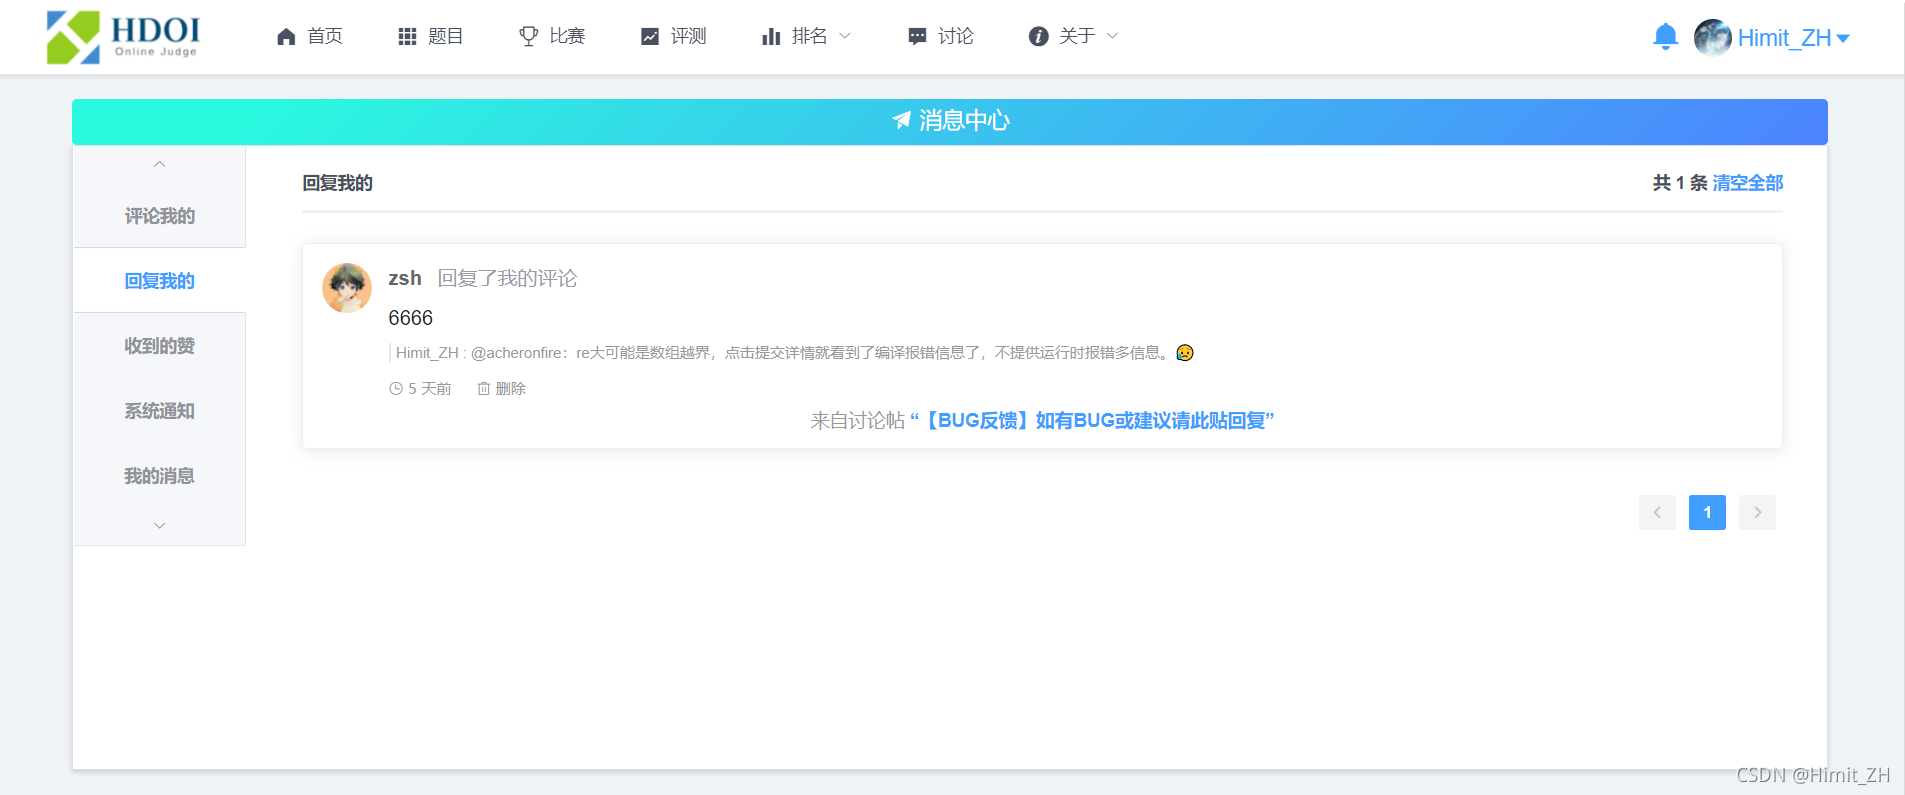 HDOI
Online Judge
首页 题目 比赛 评测 排名 讨论 关于
Himit_ZH
消息中心
评论我的
回复我的
收到的赞
系统通知
我的消息
回复我的
共 1 条 清空全部
zsh 回复了我的评论
6666
Himit_ZH : @acheronfire：re大可能是数组越界，点击提交详情就看到了编译报错信息了，不提供运行时报错多信息。😥
5 天前 删除
来自讨论帖 “【BUG反馈】如有BUG或建议请此贴回复”
1
CSDN @Himit_ZH